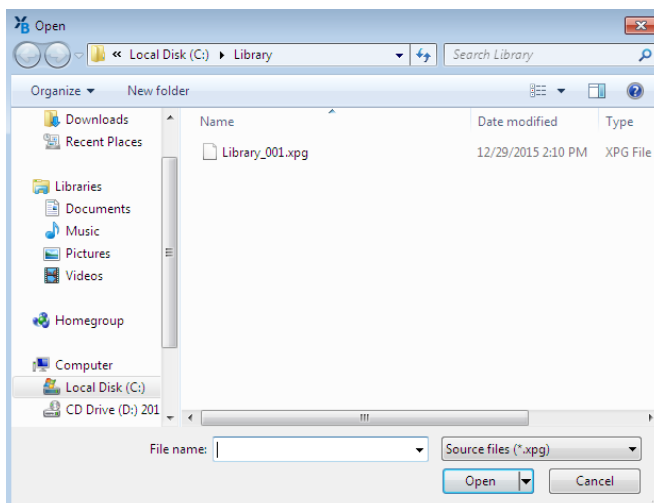 Open
« Local Disk (C:) Library
Search Library
Organize New folder
Name Date modified Type
Library_001.xpg 12/29/2015 2:10 PM XPG File
Downloads
Recent Places
Libraries
Documents
Music
Pictures
Videos
Homegroup
Computer
Local Disk (C:)
CD Drive (D:) 201
File name: Source files (*.xpg)
Open Cancel